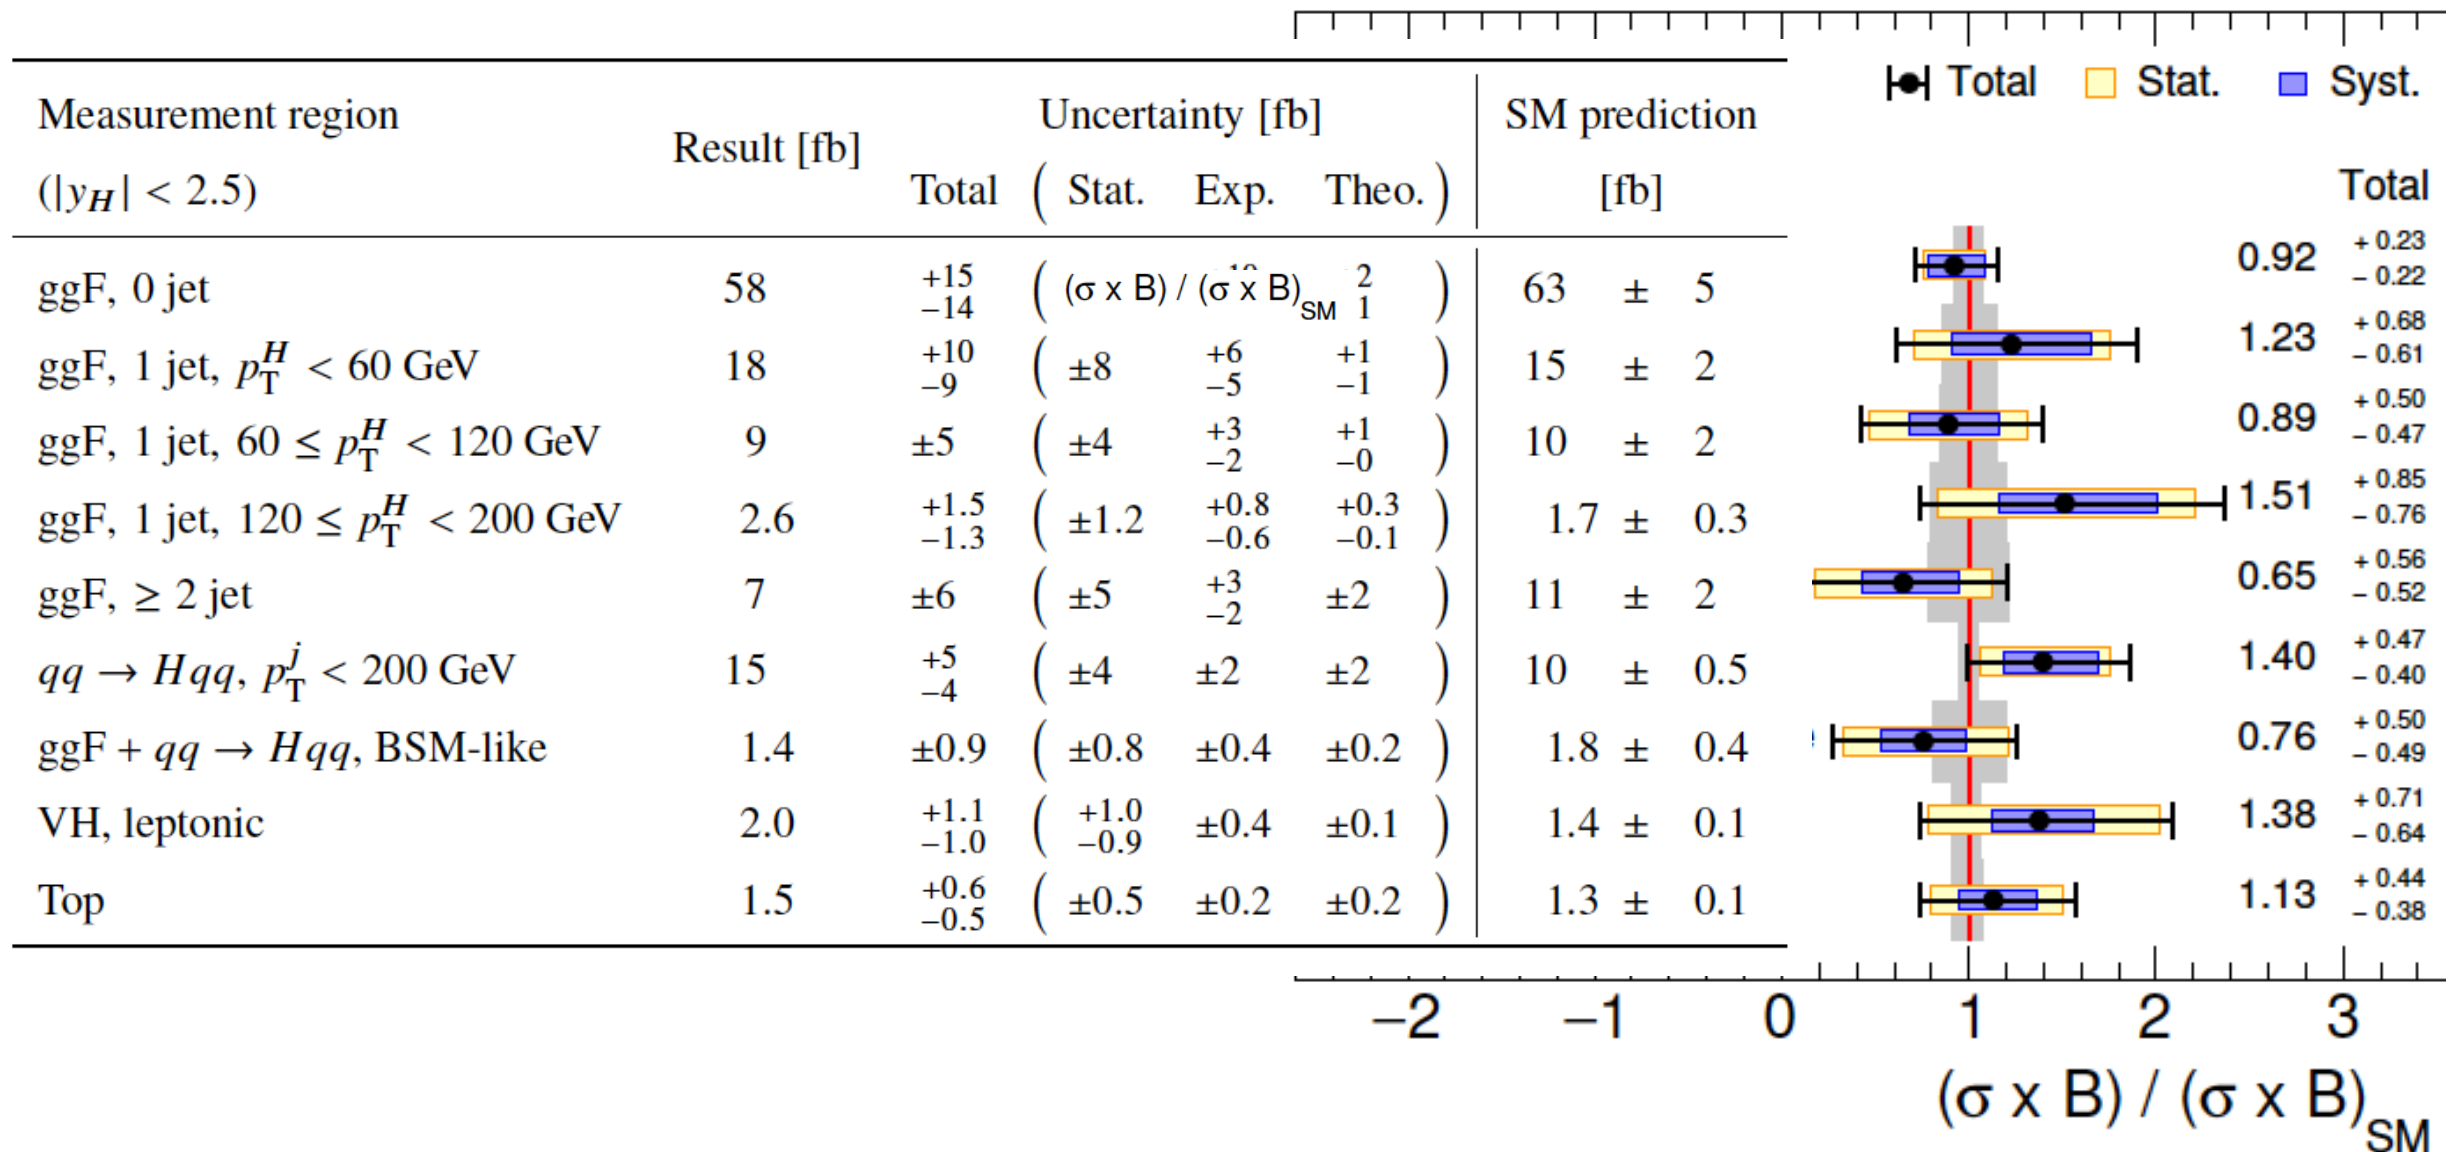 Total Stat. Syst.
Measurement region Uncertainty [fb] SM prediction
Result [fb]
(|y_H| < 2.5) Total ( Stat. Exp. Theo. ) [fb] Total
ggF, 0 jet 58 +15 −14 ( (σ x B) / (σ x B)SM 2 1 ) 63 ± 5 0.92 + 0.23 − 0.22
ggF, 1 jet, p_T^H < 60 GeV 18 +10 −9 ( ±8 +6 −5 +1 −1 ) 15 ± 2 1.23 + 0.68 − 0.61
ggF, 1 jet, 60 ≤ p_T^H < 120 GeV 9 ±5 ( ±4 +3 −2 +1 −0 ) 10 ± 2 0.89 + 0.50 − 0.47
ggF, 1 jet, 120 ≤ p_T^H < 200 GeV 2.6 +1.5 −1.3 ( ±1.2 +0.8 −0.6 +0.3 −0.1 ) 1.7 ± 0.3 1.51 + 0.85 − 0.76
ggF, ≥ 2 jet 7 ±6 ( ±5 +3 −2 ±2 ) 11 ± 2 0.65 + 0.56 − 0.52
qq → Hqq, p_T^j < 200 GeV 15 +5 −4 ( ±4 ±2 ±2 ) 10 ± 0.5 1.40 + 0.47 − 0.40
ggF + qq → Hqq, BSM-like 1.4 ±0.9 ( ±0.8 ±0.4 ±0.2 ) 1.8 ± 0.4 0.76 + 0.50 − 0.49
VH, leptonic 2.0 +1.1 −1.0 ( +1.0 −0.9 ±0.4 ±0.1 ) 1.4 ± 0.1 1.38 + 0.71 − 0.64
Top 1.5 +0.6 −0.5 ( ±0.5 ±0.2 ±0.2 ) 1.3 ± 0.1 1.13 + 0.44 − 0.38
−2 −1 0 1 2 3
(σ x B) / (σ x B)SM